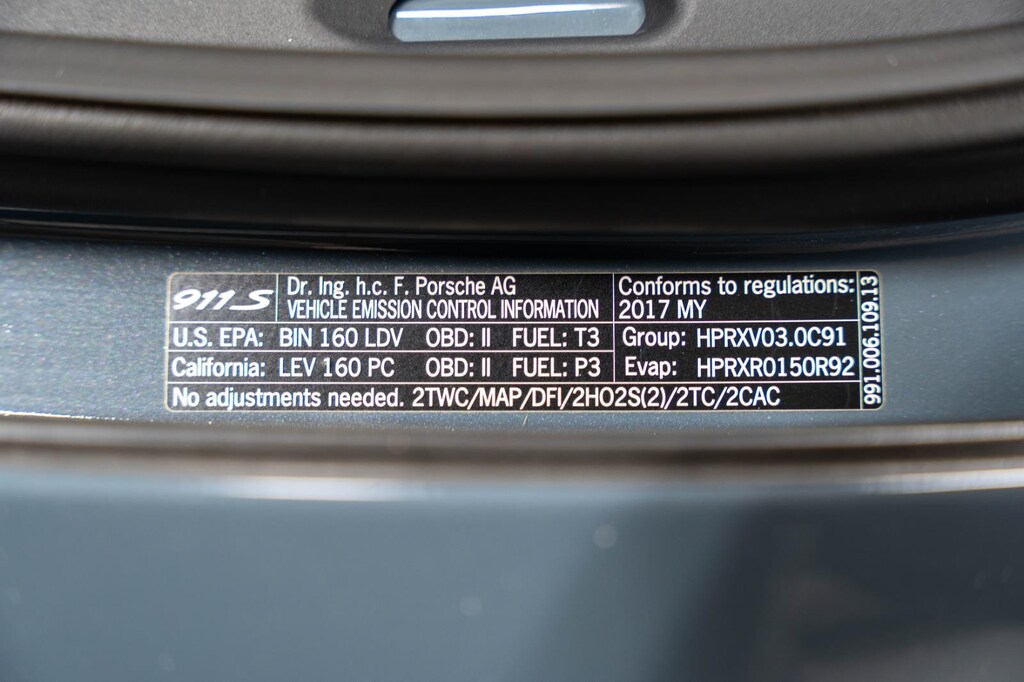 911 S
Dr. Ing. h.c. F. Porsche AG
VEHICLE EMISSION CONTROL INFORMATION
Conforms to regulations:
2017 MY
U.S. EPA: BIN 160 LDV OBD: II FUEL: T3
Group: HPRXV03.0C91
California: LEV 160 PC OBD: II FUEL: P3
Evap: HPRXR0150R92
No adjustments needed. 2TWC/MAP/DFI/2HO2S(2)/2TC/2CAC
991.006.109.13